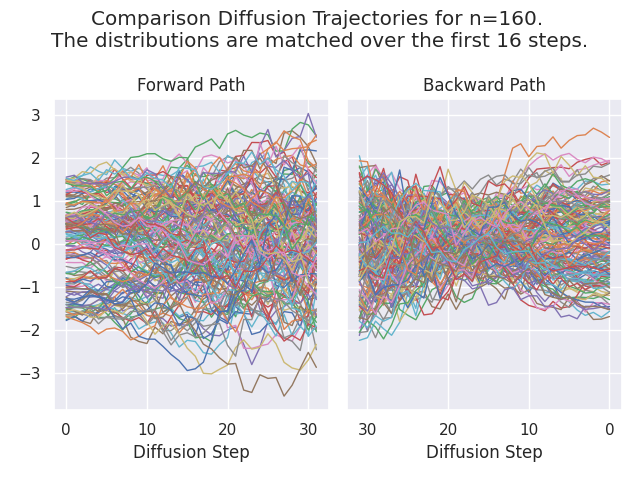 Comparison Diffusion Trajectories for n=160.
The distributions are matched over the first 16 steps.
Forward Path
Backward Path
3
2
1
0
−1
−2
−3
0 10 20 30
30 20 10 0
Diffusion Step
Diffusion Step